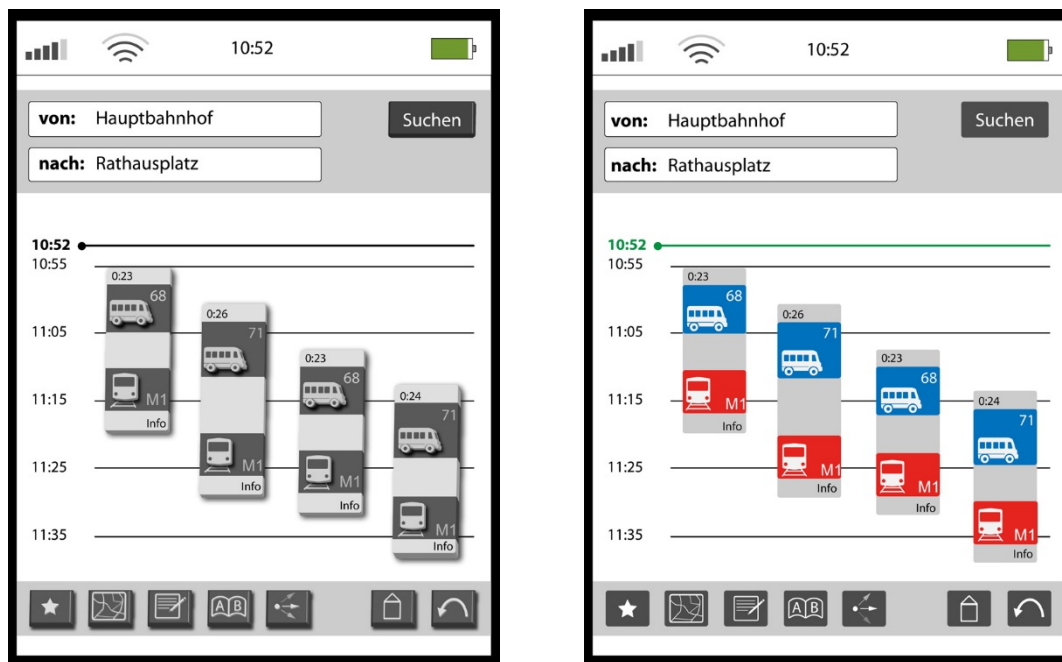 10:52
von: Hauptbahnhof
Suchen
nach: Rathausplatz
10:52
10:55
0:23
68
0:26
11:05
71
0:23
68
11:15
M1
0:24
Info
71
11:25
M1
M1
Info
Info
11:35
M1
Info
A B
10:52
von: Hauptbahnhof
Suchen
nach: Rathausplatz
10:52
10:55
0:23
68
0:26
11:05
71
0:23
68
11:15
M1
0:24
Info
71
11:25
M1
M1
Info
Info
11:35
M1
Info
A B